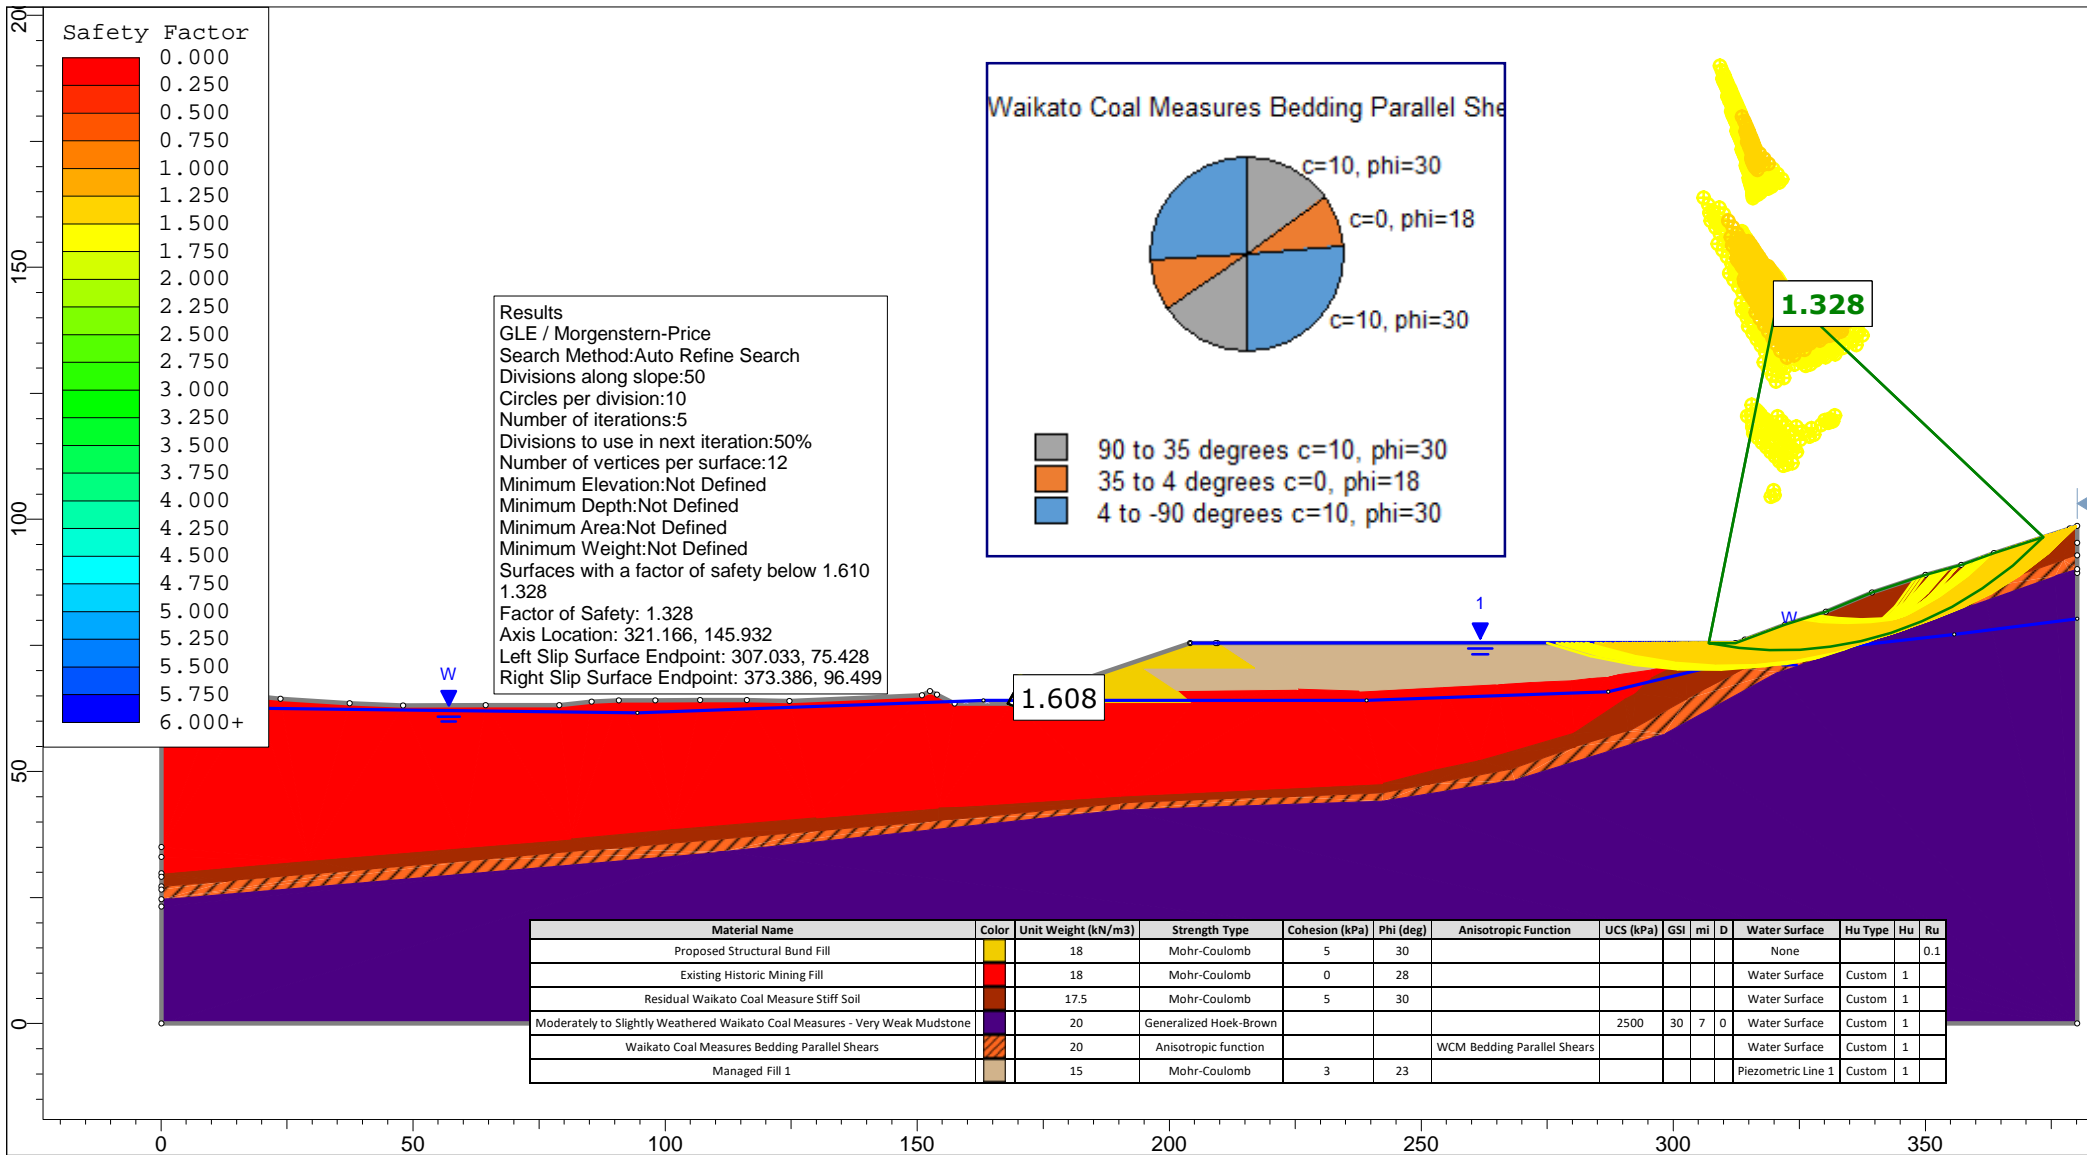 Safety Factor
0.000
0.250
0.500
0.750
1.000
1.250
1.500
1.750
2.000
2.250
2.500
2.750
3.000
3.250
3.500
3.750
4.000
4.250
4.500
4.750
5.000
5.250
5.500
5.750
6.000+
Results
GLE / Morgenstern-Price
Search Method:Auto Refine Search
Divisions along slope:50
Circles per division:10
Number of iterations:5
Divisions to use in next iteration:50%
Number of vertices per surface:12
Minimum Elevation:Not Defined
Minimum Depth:Not Defined
Minimum Area:Not Defined
Minimum Weight:Not Defined
Surfaces with a factor of safety below 1.610
1.328
Factor of Safety: 1.328
Axis Location: 321.166, 145.932
Left Slip Surface Endpoint: 307.033, 75.428
Right Slip Surface Endpoint: 373.386, 96.499
Waikato Coal Measures Bedding Parallel She
c=10, phi=30
c=0, phi=18
c=10, phi=30
90 to 35 degrees c=10, phi=30
35 to 4 degrees c=0, phi=18
4 to -90 degrees c=10, phi=30
1.328
1.608
W
1
W
Material Name Color Unit Weight (kN/m3) Strength Type Cohesion (kPa) Phi (deg) Anisotropic Function UCS (kPa) GSI mi D Water Surface Hu Type Hu Ru
Proposed Structural Bund Fill 18 Mohr-Coulomb 5 30 None 0.1
Existing Historic Mining Fill 18 Mohr-Coulomb 0 28 Water Surface Custom 1
Residual Waikato Coal Measure Stiff Soil 17.5 Mohr-Coulomb 5 30 Water Surface Custom 1
Moderately to Slightly Weathered Waikato Coal Measures - Very Weak Mudstone 20 Generalized Hoek-Brown 2500 30 7 0 Water Surface Custom 1
Waikato Coal Measures Bedding Parallel Shears 20 Anisotropic function WCM Bedding Parallel Shears Water Surface Custom 1
Managed Fill 1 15 Mohr-Coulomb 3 23 Piezometric Line 1 Custom 1
150
100
50
0
0 50 100 150 200 250 300 350